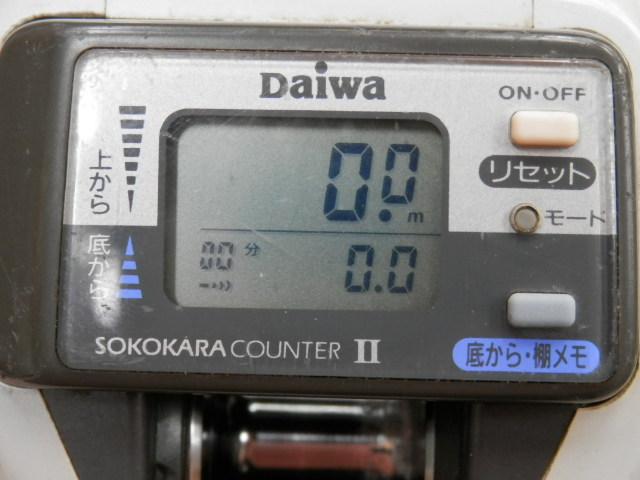 Daiwa
ON・OFF
リセット
モード
上から
0.0 m
底から
00 分
0.0
SOKOKARA COUNTER II
底から・棚メモ